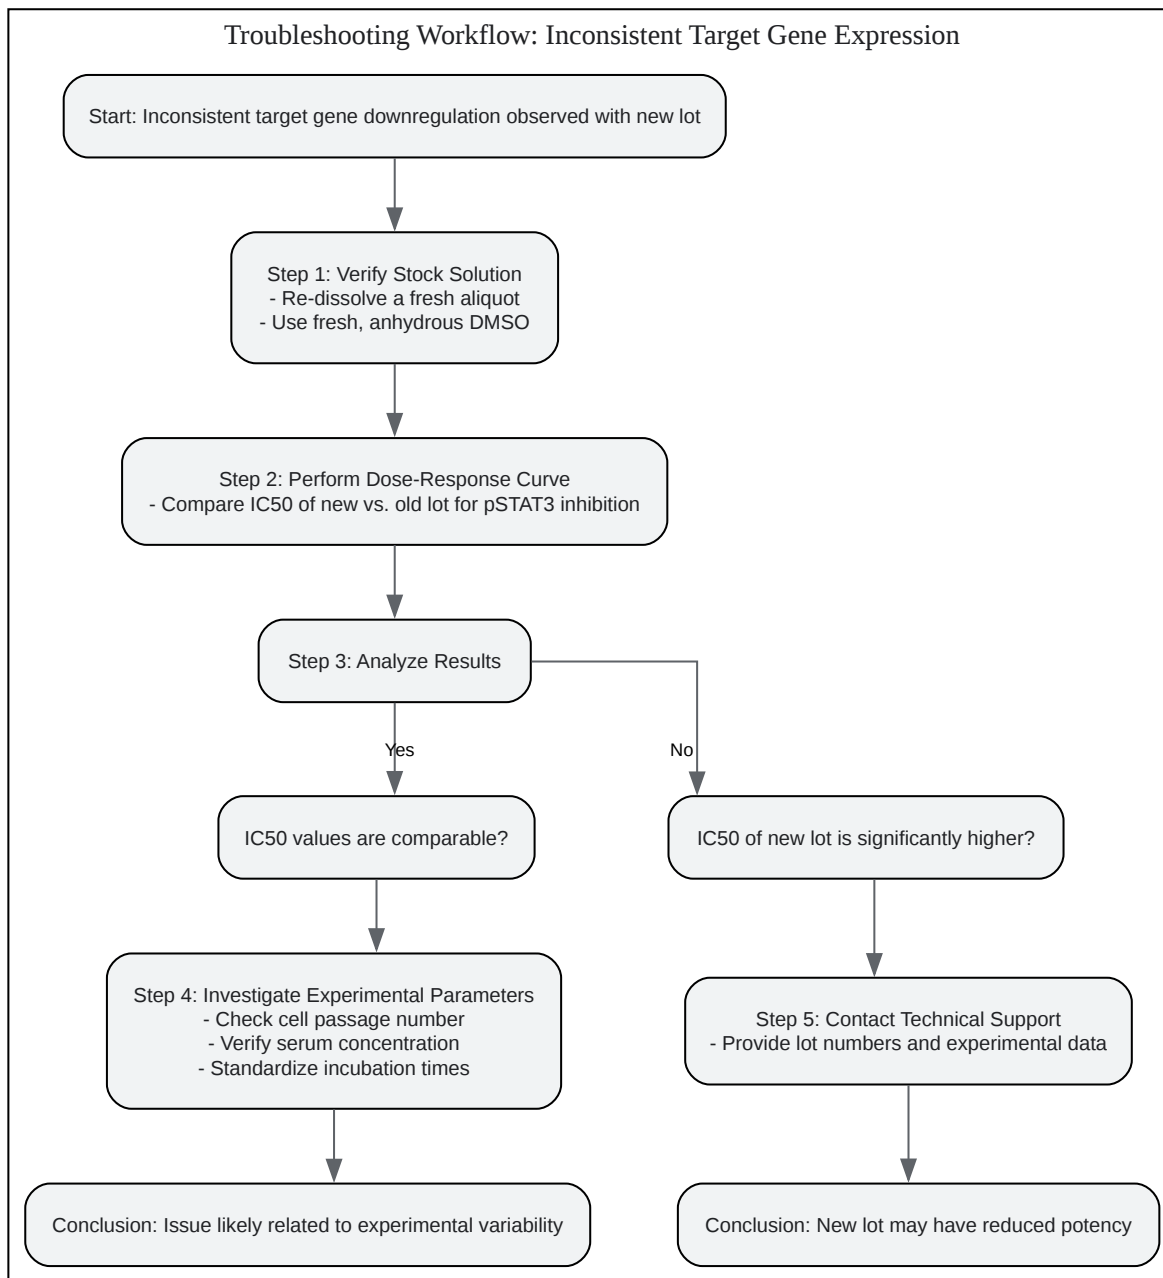 Troubleshooting Workflow: Inconsistent Target Gene Expression
Start: Inconsistent target gene downregulation observed with new lot
Step 1: Verify Stock Solution
- Re-dissolve a fresh aliquot
- Use fresh, anhydrous DMSO
Step 2: Perform Dose-Response Curve
- Compare IC50 of new vs. old lot for pSTAT3 inhibition
Step 3: Analyze Results
Yes
No
IC50 values are comparable?
IC50 of new lot is significantly higher?
Step 4: Investigate Experimental Parameters
- Check cell passage number
- Verify serum concentration
- Standardize incubation times
Step 5: Contact Technical Support
- Provide lot numbers and experimental data
Conclusion: Issue likely related to experimental variability
Conclusion: New lot may have reduced potency